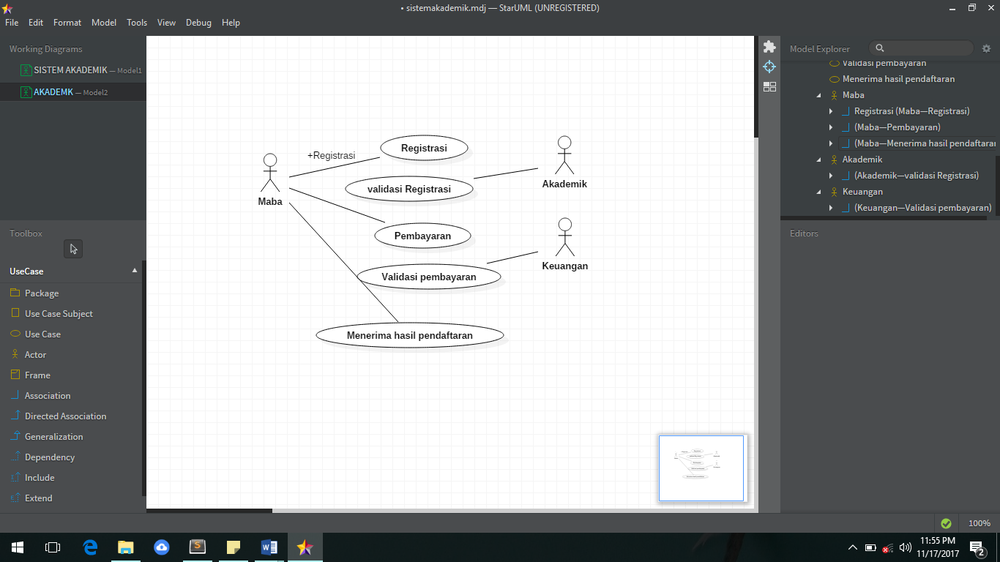 • sistemakademik.mdj — StarUML (UNREGISTERED)
File Edit Format Model Tools View Debug Help
Working Diagrams
SISTEM AKADEMIK — Model1
AKADEMK — Model2
Toolbox
UseCase
Package
Use Case Subject
Use Case
Actor
Frame
Association
Directed Association
Generalization
Dependency
Include
Extend
+Registrasi
Registrasi
validasi Registrasi
Maba
Akademik
Pembayaran
Validasi pembayaran
Keuangan
Menerima hasil pendaftaran
Model Explorer
Validasi pembayaran
Menerima hasil pendaftaran
Maba
Registrasi (Maba—Registrasi)
(Maba—Pembayaran)
(Maba—Menerima hasil pendaftaran
Akademik
(Akademik—validasi Registrasi)
Keuangan
(Keuangan—Validasi pembayaran)
Editors
100%
11:55 PM
11/17/2017
2